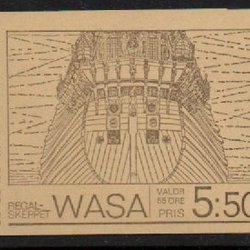 REGAL-
SKEPPET
WASA
VALÖR
55 ÖRE
PRIS
5:50